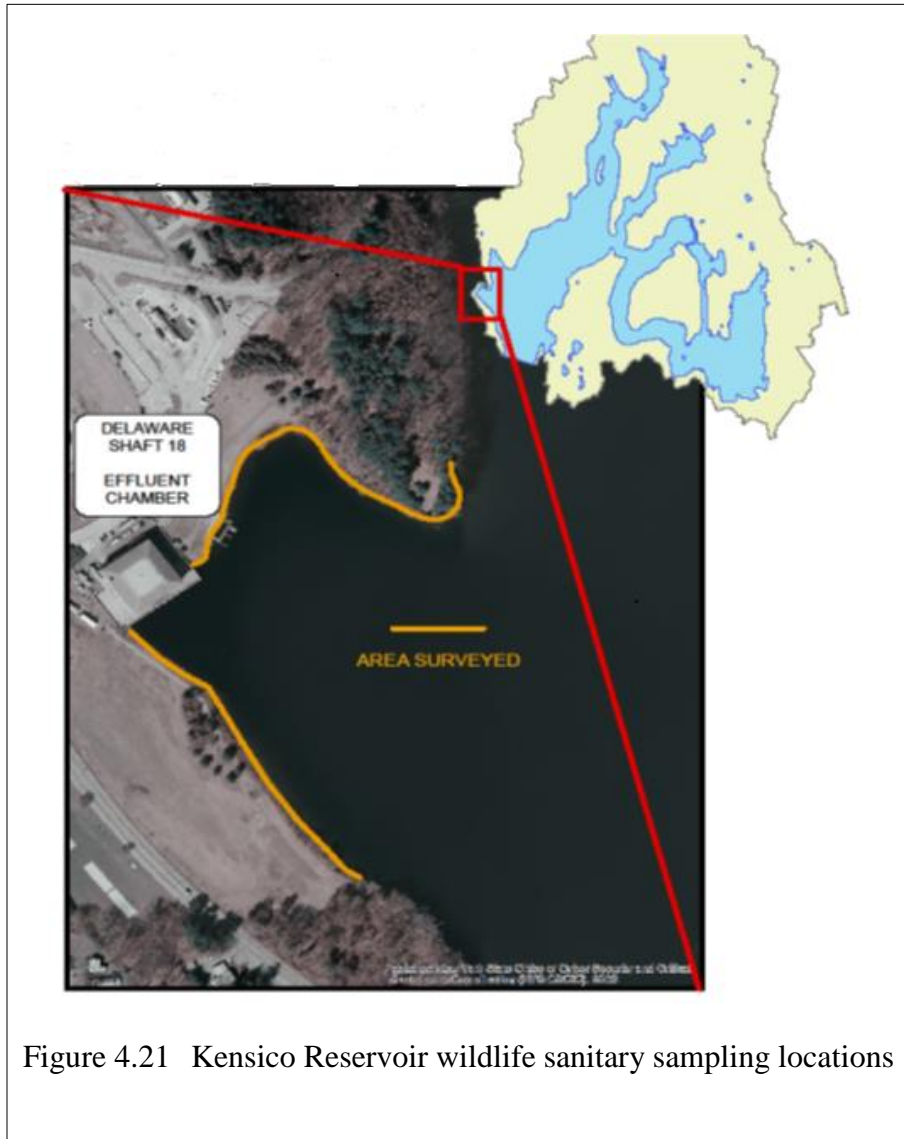 DELAWARE
SHAFT 18
EFFLUENT
CHAMBER
AREA SURVEYED
Figure 4.21 Kensico Reservoir wildlife sanitary sampling locations